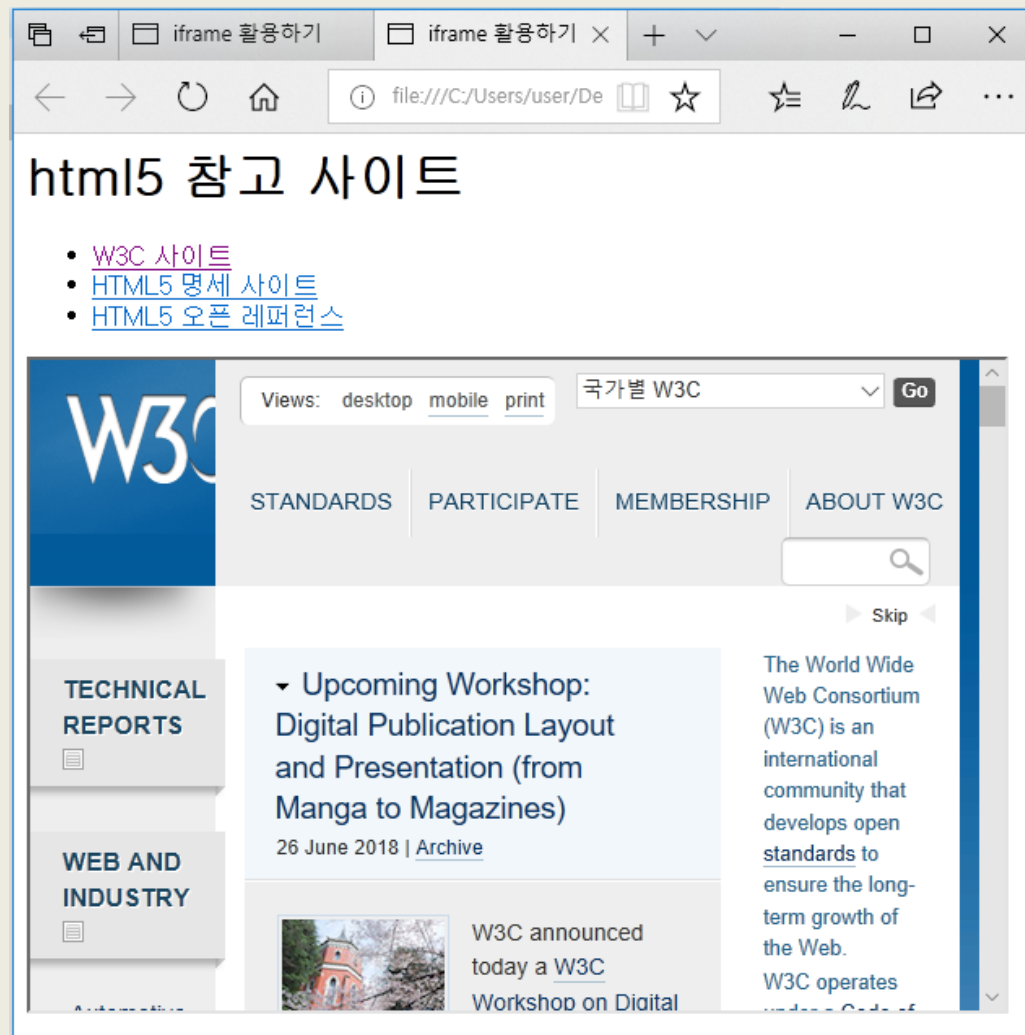 iframe 활용하기
iframe 활용하기
file:///C:/Users/user/De
html5 참고 사이트
W3C 사이트
HTML5 명세 사이트
HTML5 오픈 레퍼런스
W3C
Views: desktop mobile print
국가별 W3C
Go
STANDARDS PARTICIPATE MEMBERSHIP ABOUT W3C
Skip
TECHNICAL
REPORTS
WEB AND
INDUSTRY
Automotive
Upcoming Workshop:
Digital Publication Layout
and Presentation (from
Manga to Magazines)
26 June 2018 | Archive
W3C announced
today a W3C
Workshop on Digital
The World Wide
Web Consortium
(W3C) is an
international
community that
develops open
standards to
ensure the long-
term growth of
the Web.
W3C operates
under a Code of